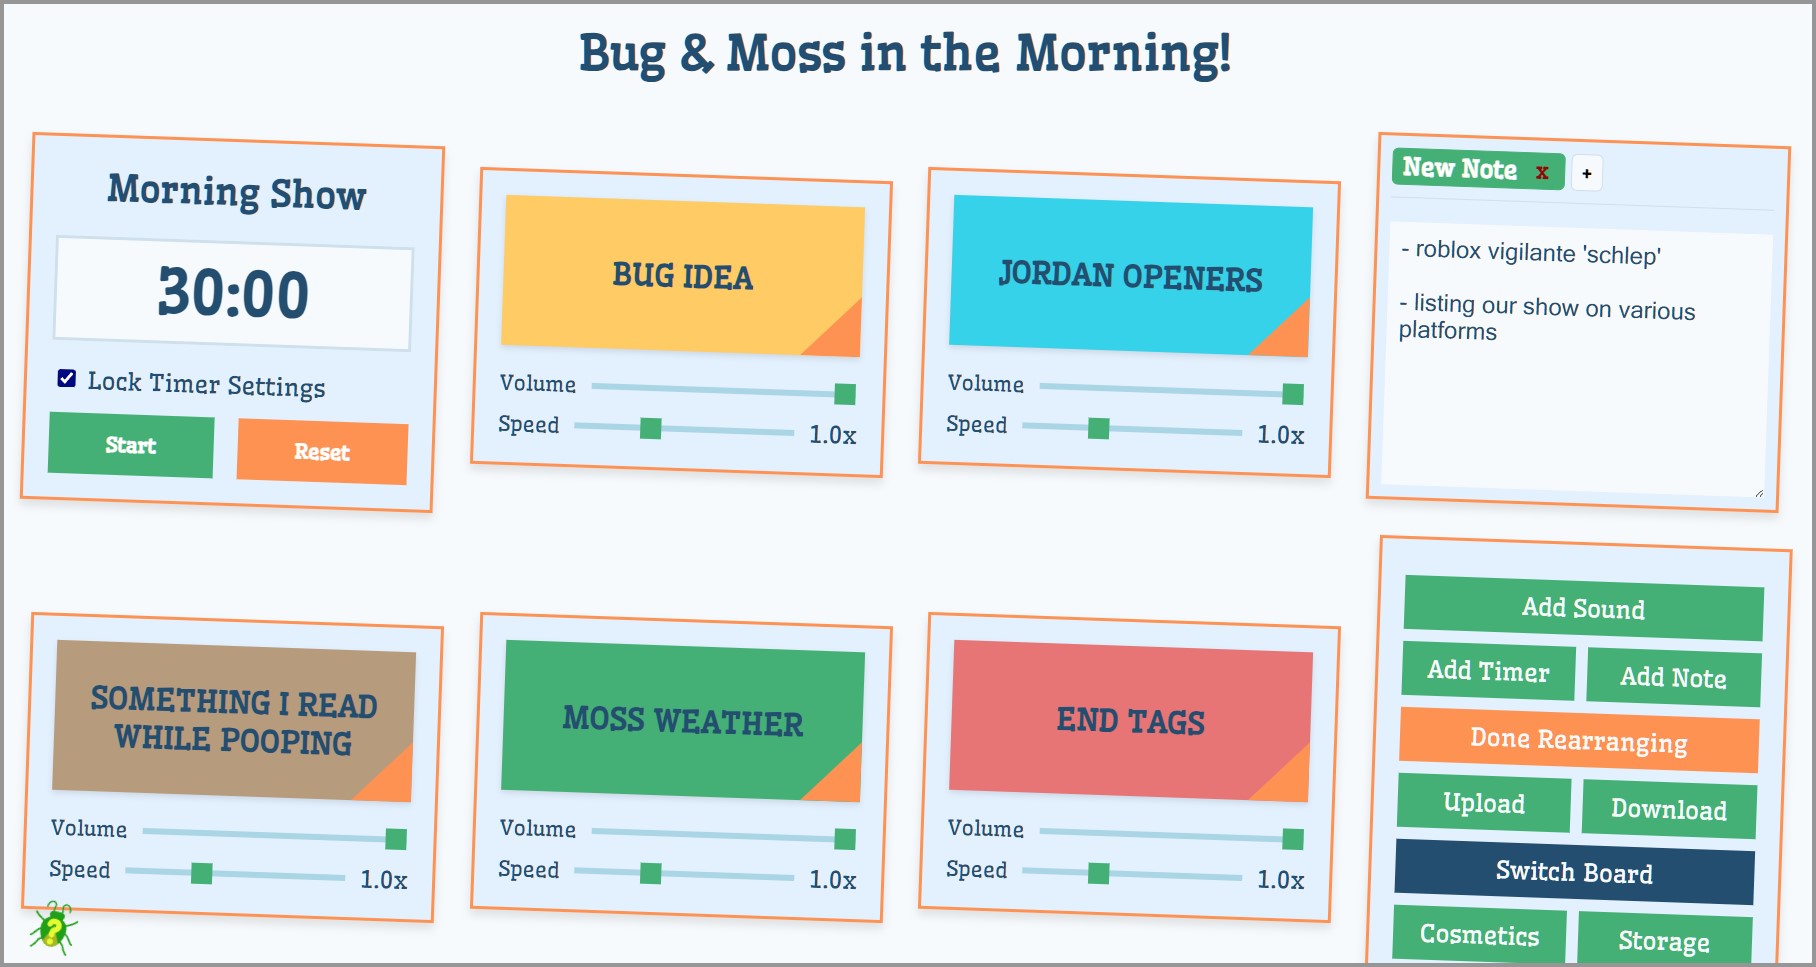 Bug & Moss in the Morning!
Morning Show
30:00
Lock Timer Settings
Start
Reset
BUG IDEA
Volume
Speed
1.0x
JORDAN OPENERS
Volume
Speed
1.0x
New Note x +
- roblox vigilante 'schlep'
- listing our show on various
platforms
SOMETHING I READ
WHILE POOPING
Volume
Speed
1.0x
MOSS WEATHER
Volume
Speed
1.0x
END TAGS
Volume
Speed
1.0x
Add Sound
Add Timer
Add Note
Done Rearranging
Upload
Download
Switch Board
Cosmetics
Storage
?